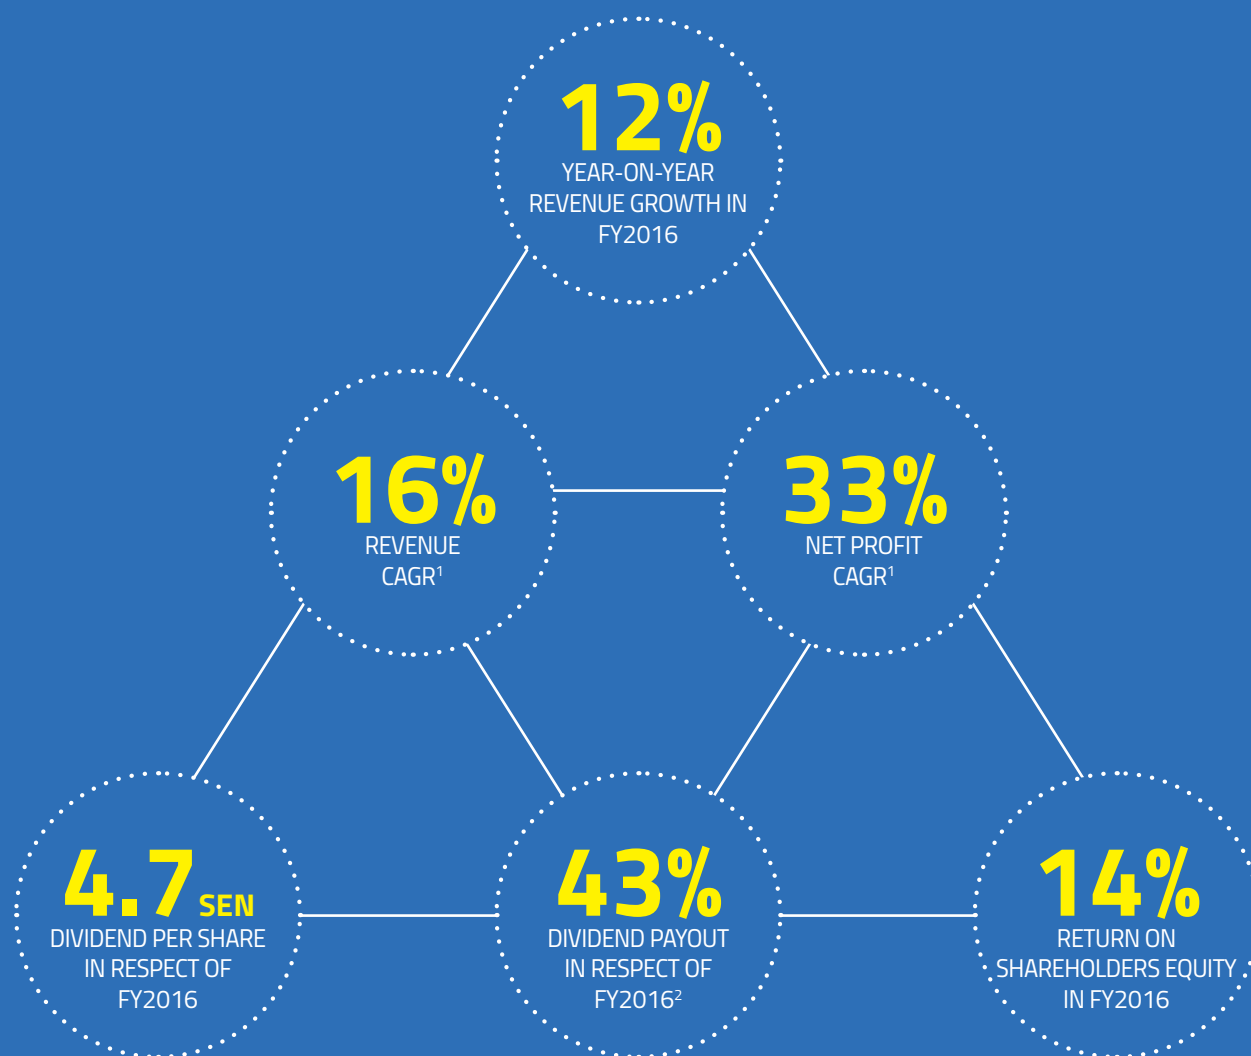 12%
YEAR-ON-YEAR
REVENUE GROWTH IN
FY2016
16%
REVENUE
CAGR¹
33%
NET PROFIT
CAGR¹
4.7 SEN
DIVIDEND PER SHARE
IN RESPECT OF
FY2016
43%
DIVIDEND PAYOUT
IN RESPECT OF
FY2016²
14%
RETURN ON
SHAREHOLDERS EQUITY
IN FY2016